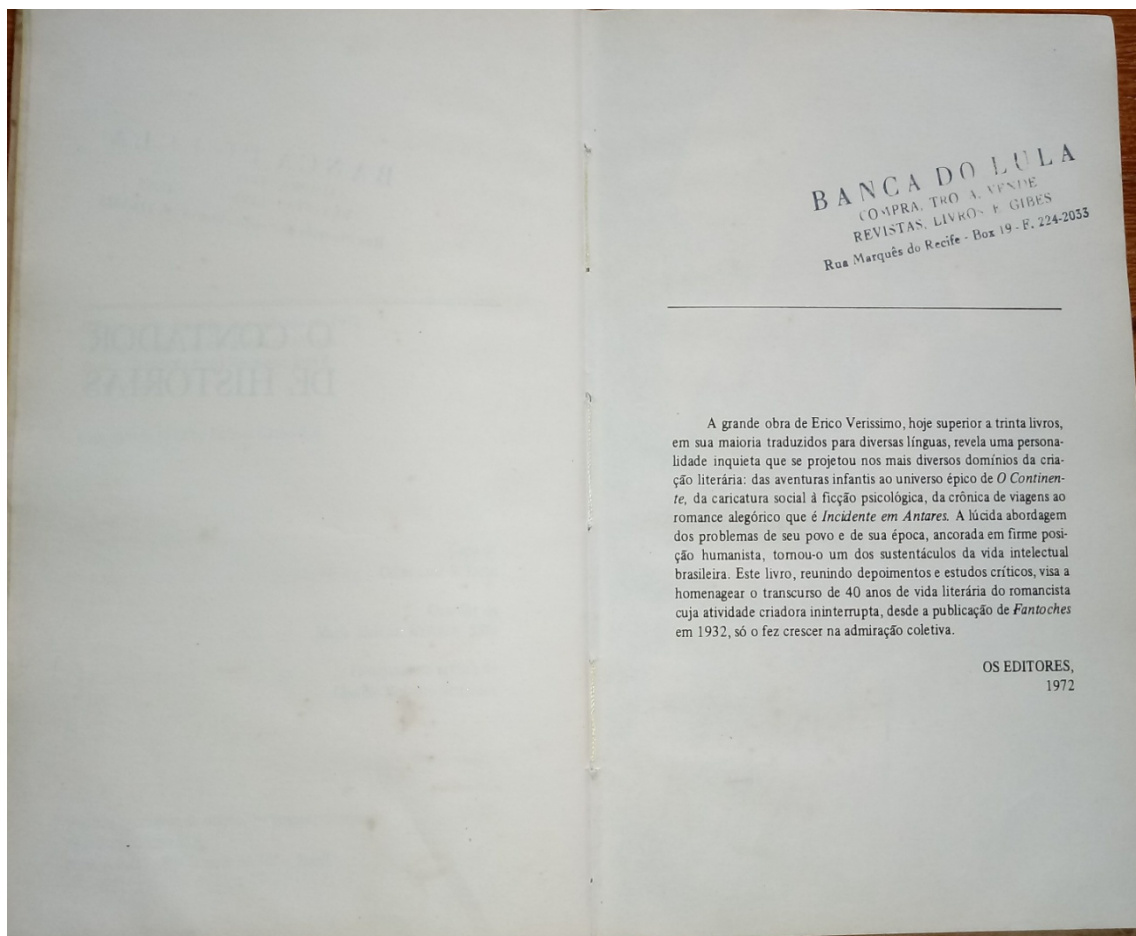 O CONTADOR
DE HISTÓRIAS
BANCA DO LULA
COMPRA, TROCA, VENDE
REVISTAS, LIVROS E GIBES
Rua Marquês do Recife - Box 19 - F. 224-2033
A grande obra de Erico Verissimo, hoje superior a trinta livros,
em sua maioria traduzidos para diversas línguas, revela uma persona-
lidade inquieta que se projetou nos mais diversos domínios da cria-
ção literária: das aventuras infantis ao universo épico de O Continen-
te, da caricatura social à ficção psicológica, da crônica de viagens ao
romance alegórico que é Incidente em Antares. A lúcida abordagem
dos problemas de seu povo e de sua época, ancorada em firme posi-
ção humanista, tornou-o um dos sustentáculos da vida intelectual
brasileira. Este livro, reunindo depoimentos e estudos críticos, visa a
homenagear o transcurso de 40 anos de vida literária do romancista
cuja atividade criadora ininterrupta, desde a publicação de Fantoches
em 1932, só o fez crescer na admiração coletiva.
OS EDITORES,
1972